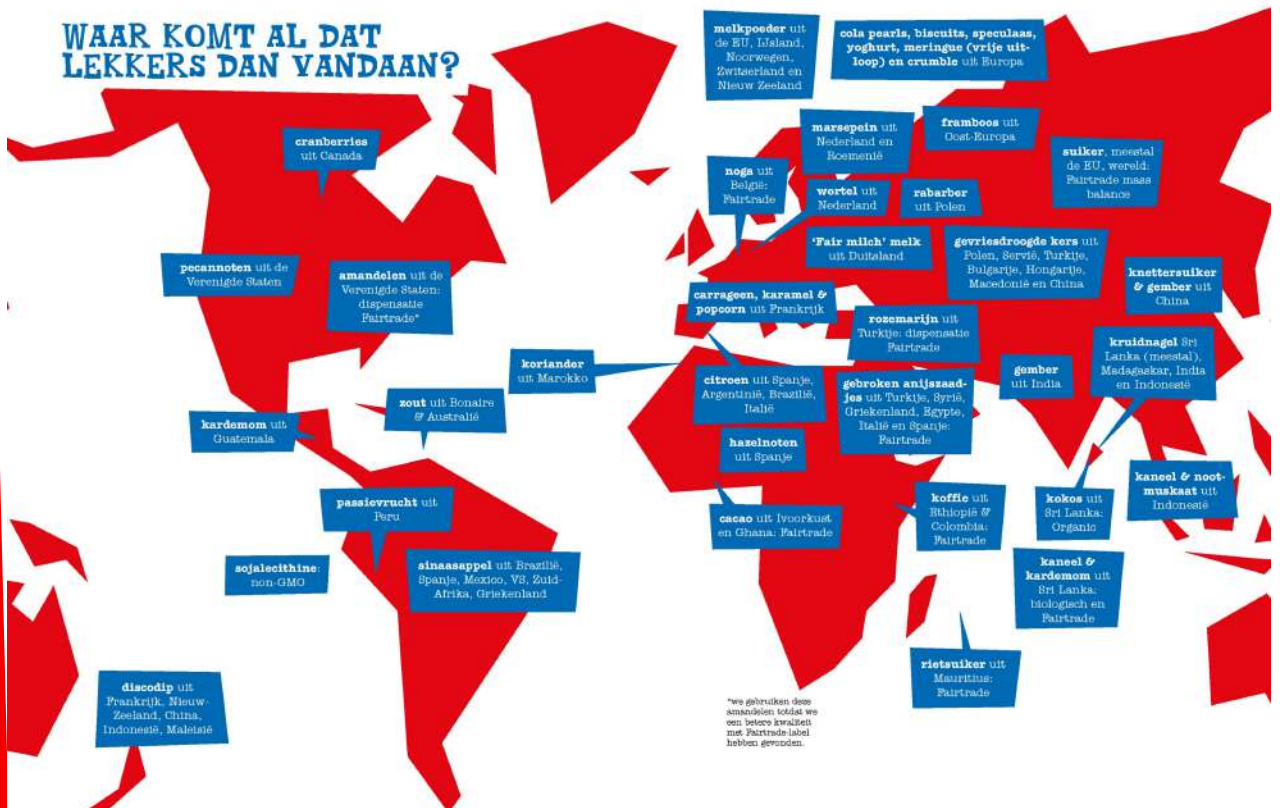 WAAR KOMT AL DAT
LEKKERS DAN VANDAAN?
melkpoeder uit
de EU, IJsland,
Noorwegen,
Zwitserland en
Nieuw Zeeland
cola pearls, biscuits, speculaas,
yoghurt, meringue (vrije uit-
loop) en crumble uit Europa
cranberries
uit Canada
marsepein uit
Nederland en
Roemenië
framboos uit
Oost-Europa
suiker, meestal
de EU, wereld:
Fairtrade mass
balance
noga uit
België:
Fairtrade
wortel uit
Nederland
rabarber
uit Polen
'Fair milch' melk
uit Duitsland
gevriesdroogde kers uit
Polen, Servië, Turkije,
Bulgarije, Hongarije,
Macedonië en China
pecannoten uit de
Verenigde Staten
amandelen uit de
Verenigde Staten:
dispensatie
Fairtrade*
knettersuiker
& gember uit
China
carrageen, karamel &
popcorn uit Frankrijk
rozemarijn uit
Turkije: dispensatie
Fairtrade
kruidnagel Sri
Lanka (meestal),
Madagaskar, India
en Indonesië
koriander
uit Marokko
citroen uit Spanje,
Argentinië, Brazilië,
Italië
gebroken anijszaad-
jes uit Turkije, Syrië,
Griekenland, Egypte,
Italië en Spanje:
Fairtrade
gember
uit India
zout uit Bonaire
& Australië
kardemom uit
Guatemala
hazelnoten
uit Spanje
passievrucht uit
Peru
cacao uit Ivoorkust
en Ghana: Fairtrade
koffie uit
Ethiopië &
Colombia:
Fairtrade
kokos uit
Sri Lanka:
Organic
kaneel & noot-
muskaat uit
Indonesië
sojalecithine:
non-GMO
sinaasappel uit Brazilië,
Spanje, Mexico, VS, Zuid-
Afrika, Griekenland
kaneel &
kardemom uit
Sri Lanka:
biologisch en
Fairtrade
rietsuiker uit
Mauritius:
Fairtrade
discodip uit
Frankrijk, Nieuw-
Zeeland, China,
Indonesië, Maleisië
*we gebruiken deze
amandelen totdat we
een betere kwaliteit
met Fairtrade-label
hebben gevonden.